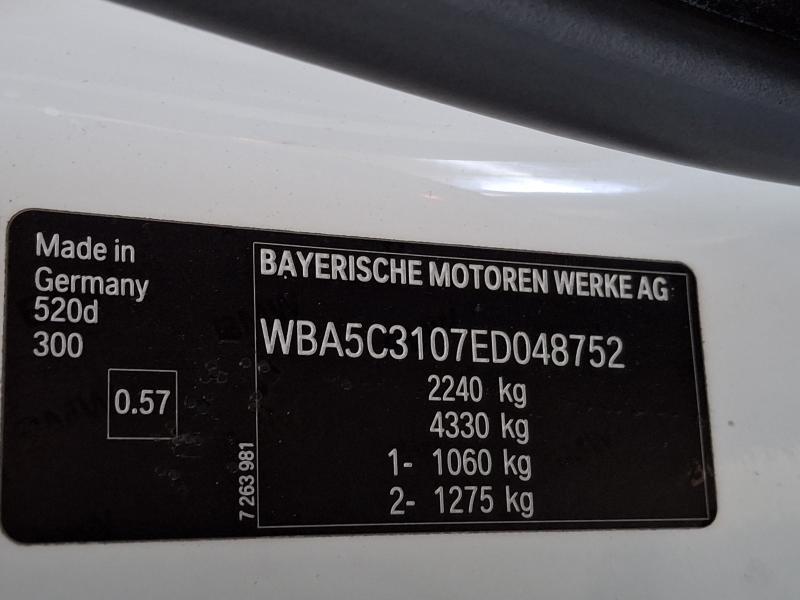 Made in
Germany
520d
300
0.57
7 263 981
BAYERISCHE MOTOREN WERKE AG
WBA5C3107ED048752
2240 kg
4330 kg
1- 1060 kg
2- 1275 kg